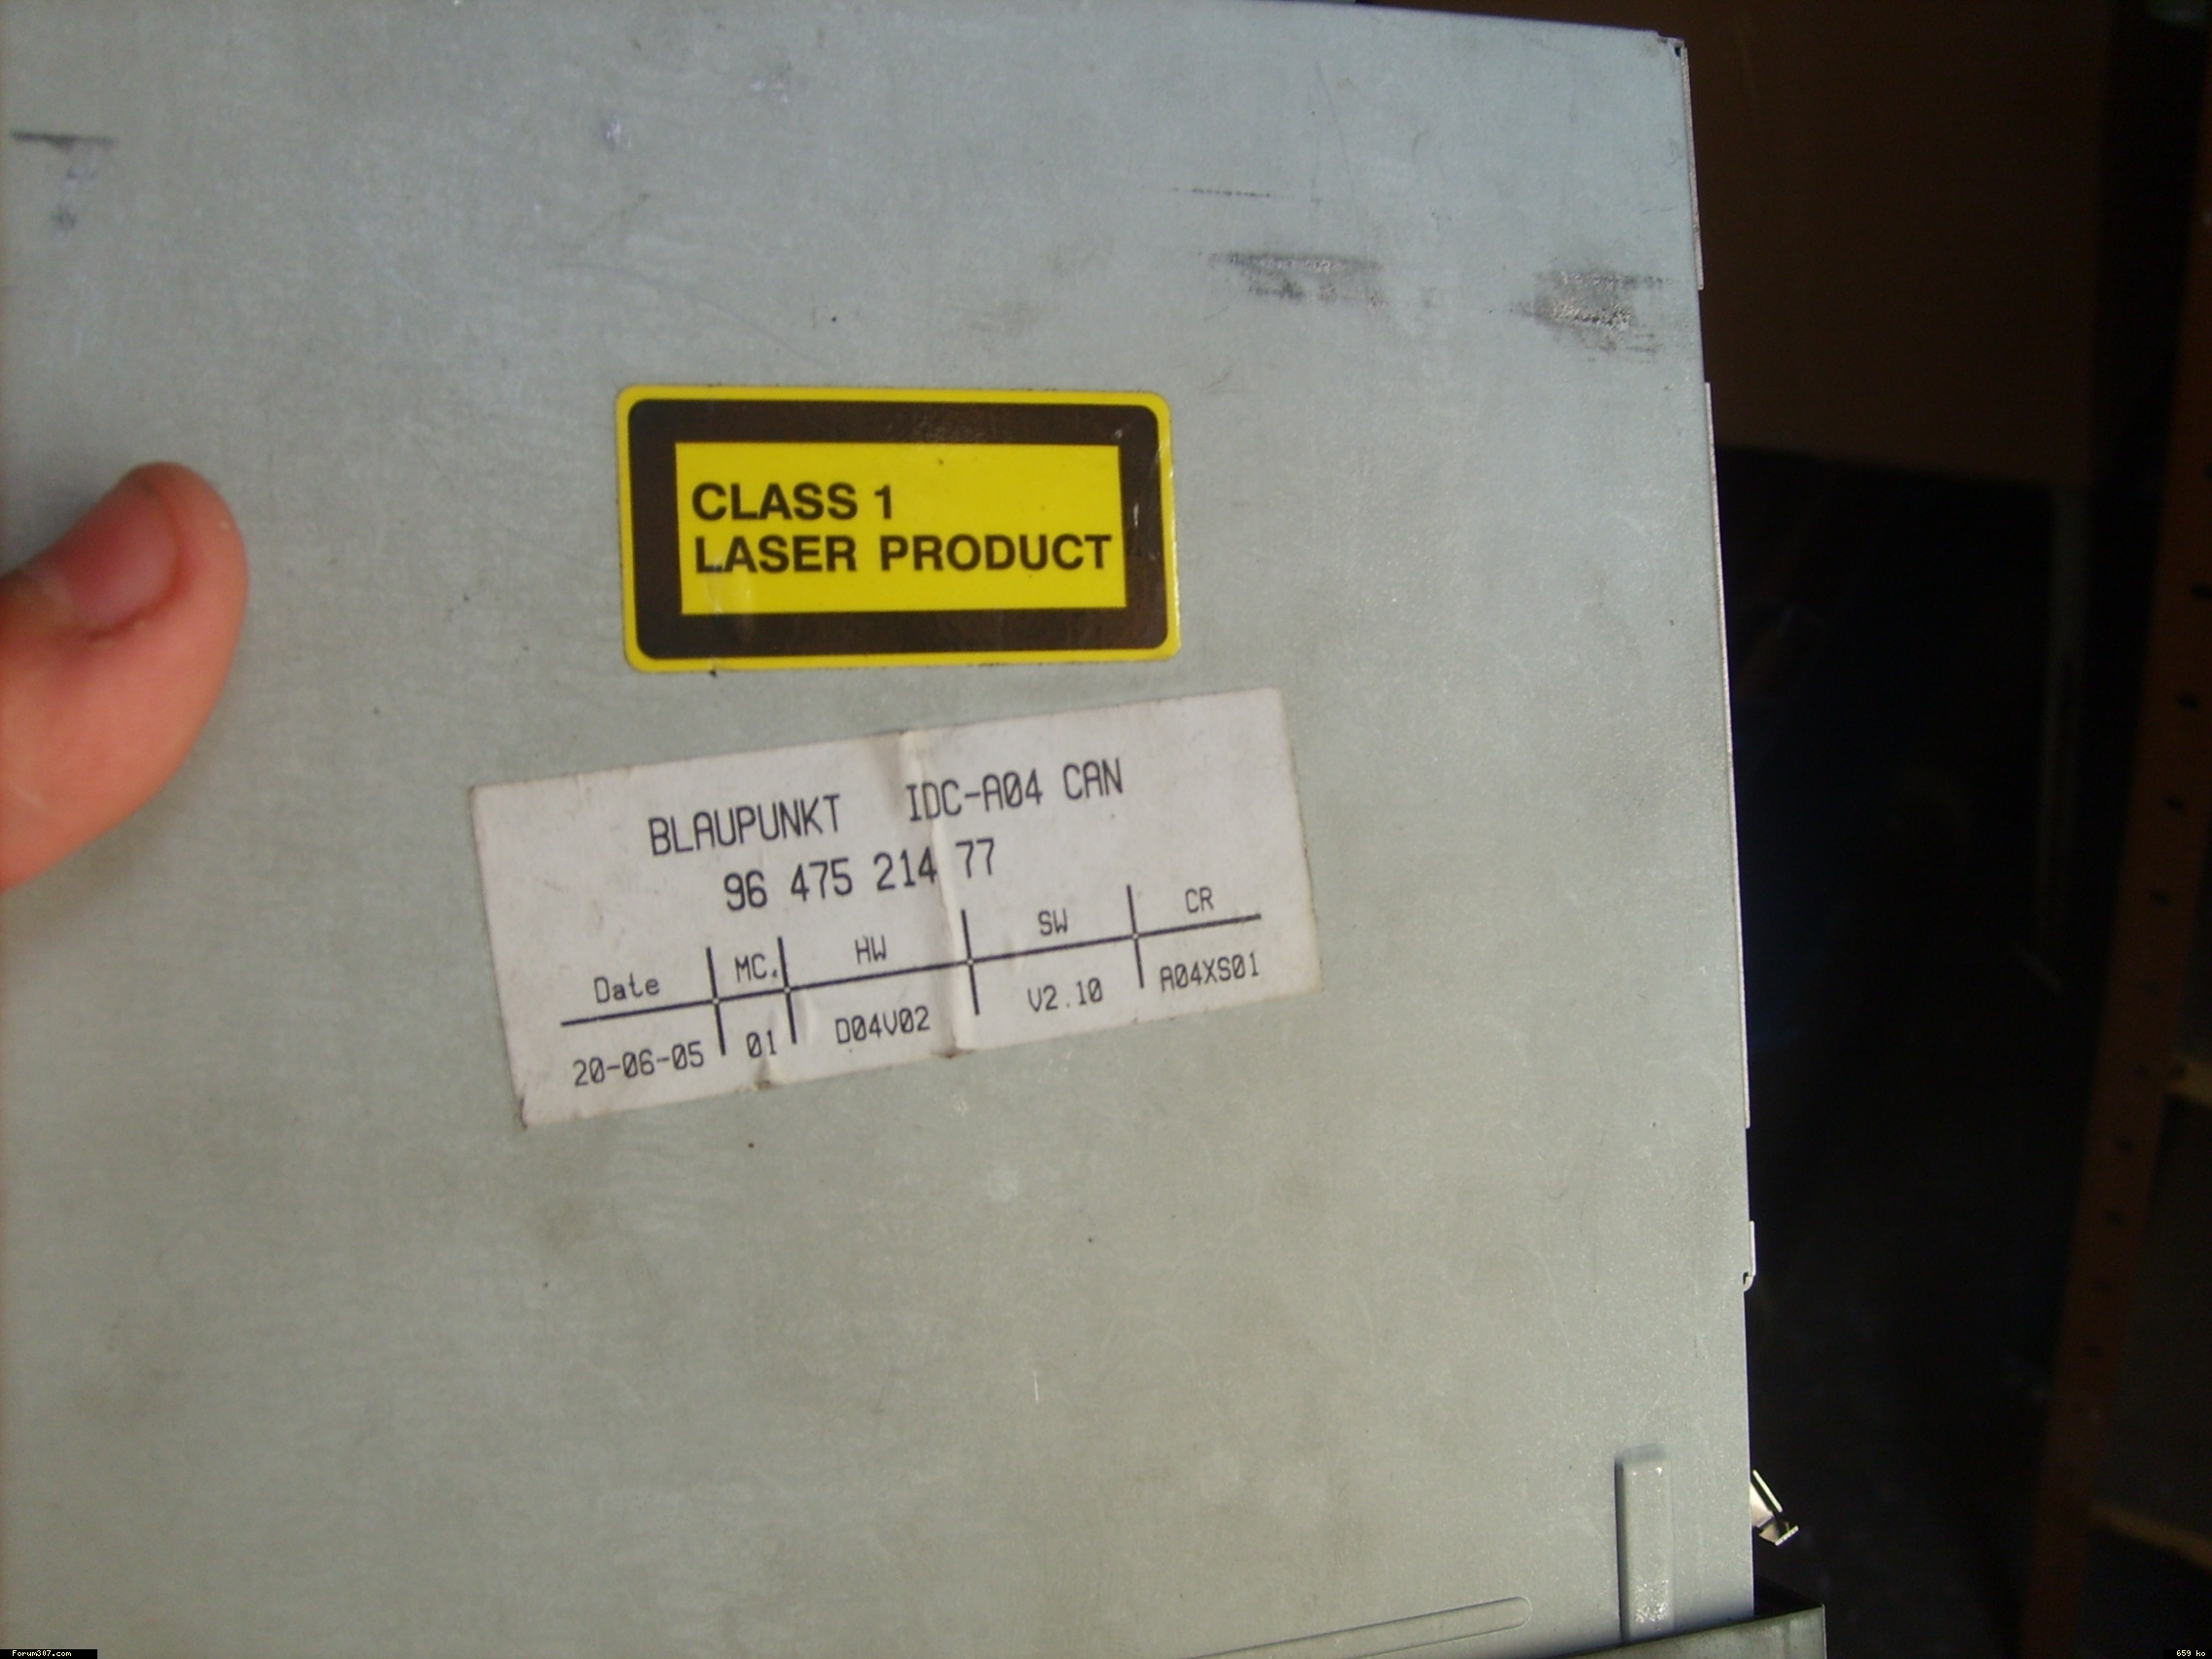 CLASS 1
LASER PRODUCT
BLAUPUNKT IDC-A04 CAN
96 475 214 77
Date MC. HW SW CR
20-06-05 01 D04V02 V2.10 A04XS01
Forum307.com
659 ko